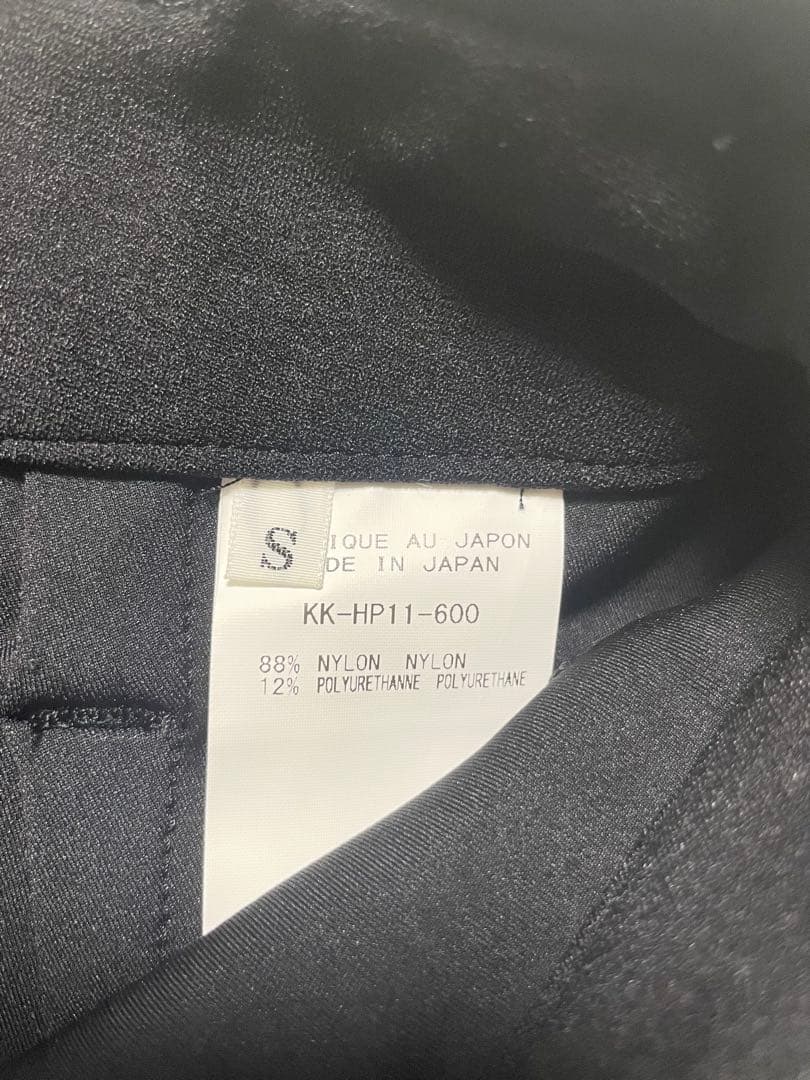 S
IQUE AU JAPON
DE IN JAPAN
KK-HP11-600
88% NYLON NYLON
12% POLYURETHANNE POLYURETHANE